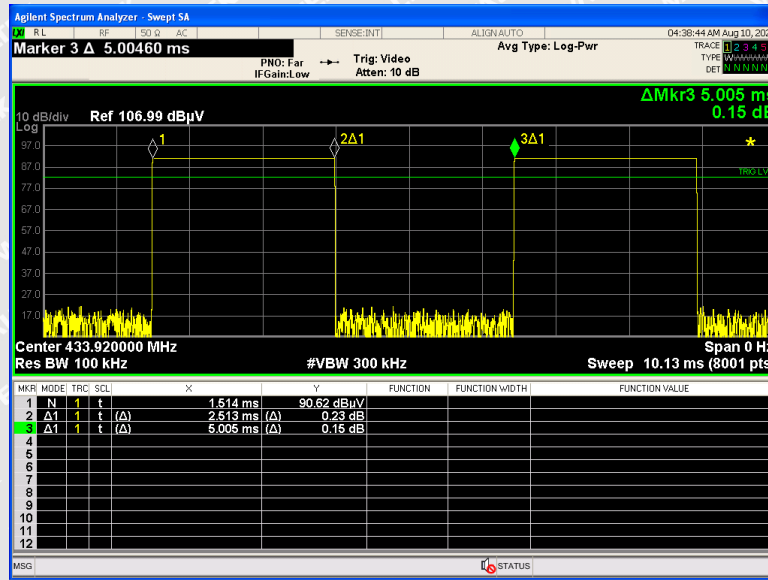 Agilent Spectrum Analyzer - Swept SA
LXI RL RF 50 Ω AC SENSE:INT ALIGN AUTO 04:38:44 AM Aug 10, 202
Marker 3 Δ 5.00460 ms
Avg Type: Log-Pwr
TRACE 1 2 3 4 5
TYPE
DET N N N N N
PNO: Far
IFGain:Low
Trig: Video
Atten: 10 dB
ΔMkr3 5.005 ms
0.15 dB
10 dB/div Ref 106.99 dBµV
Log
1
2Δ1
3Δ1
*
97.0
87.0
TRIG LV
77.0
67.0
57.0
47.0
37.0
27.0
17.0
Center 433.920000 MHz Span 0 Hz
Res BW 100 kHz #VBW 300 kHz Sweep 10.13 ms (8001 pts
MKR MODE TRC SCL X Y FUNCTION FUNCTION WIDTH FUNCTION VALUE
1 N 1 t 1.514 ms 90.62 dBµV
2 Δ1 1 t (Δ) 2.513 ms (Δ) 0.23 dB
3 Δ1 1 t (Δ) 5.005 ms (Δ) 0.15 dB
4
5
6
7
8
9
10
11
12
MSG STATUS